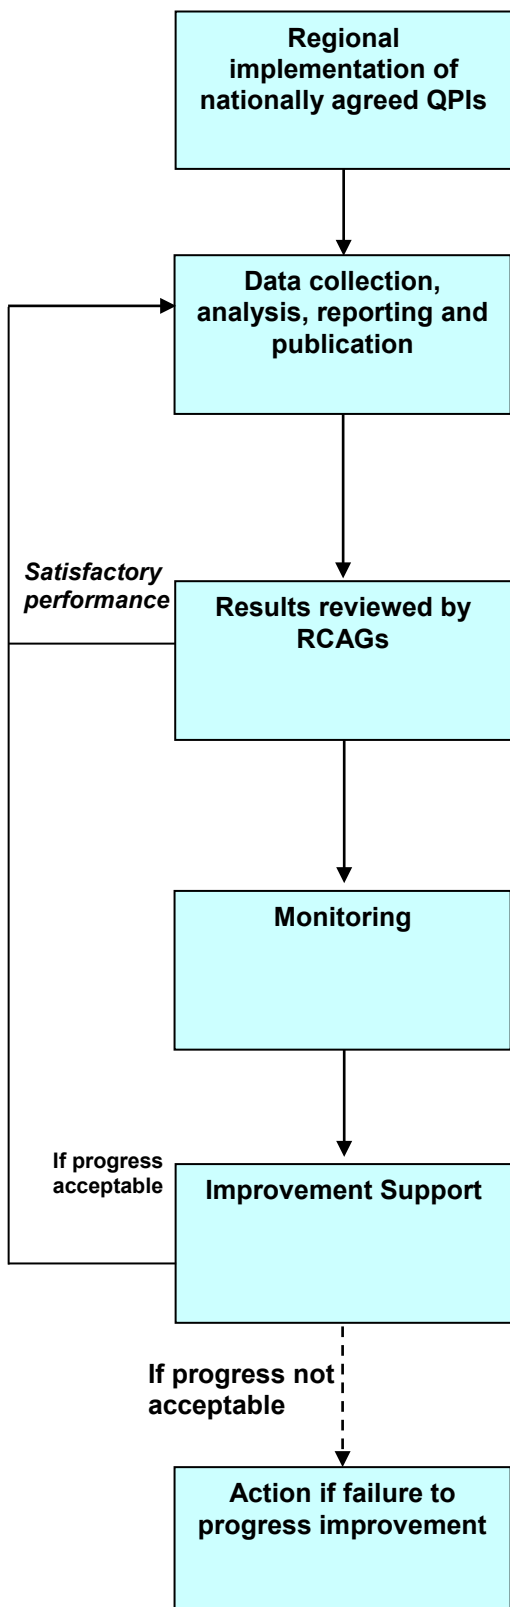 Regional
implementation of
nationally agreed QPIs
Data collection,
analysis, reporting and
publication
Satisfactory
performance
Results reviewed by
RCAGs
Monitoring
If progress
acceptable
Improvement Support
If progress not
acceptable
Action if failure to
progress improvement